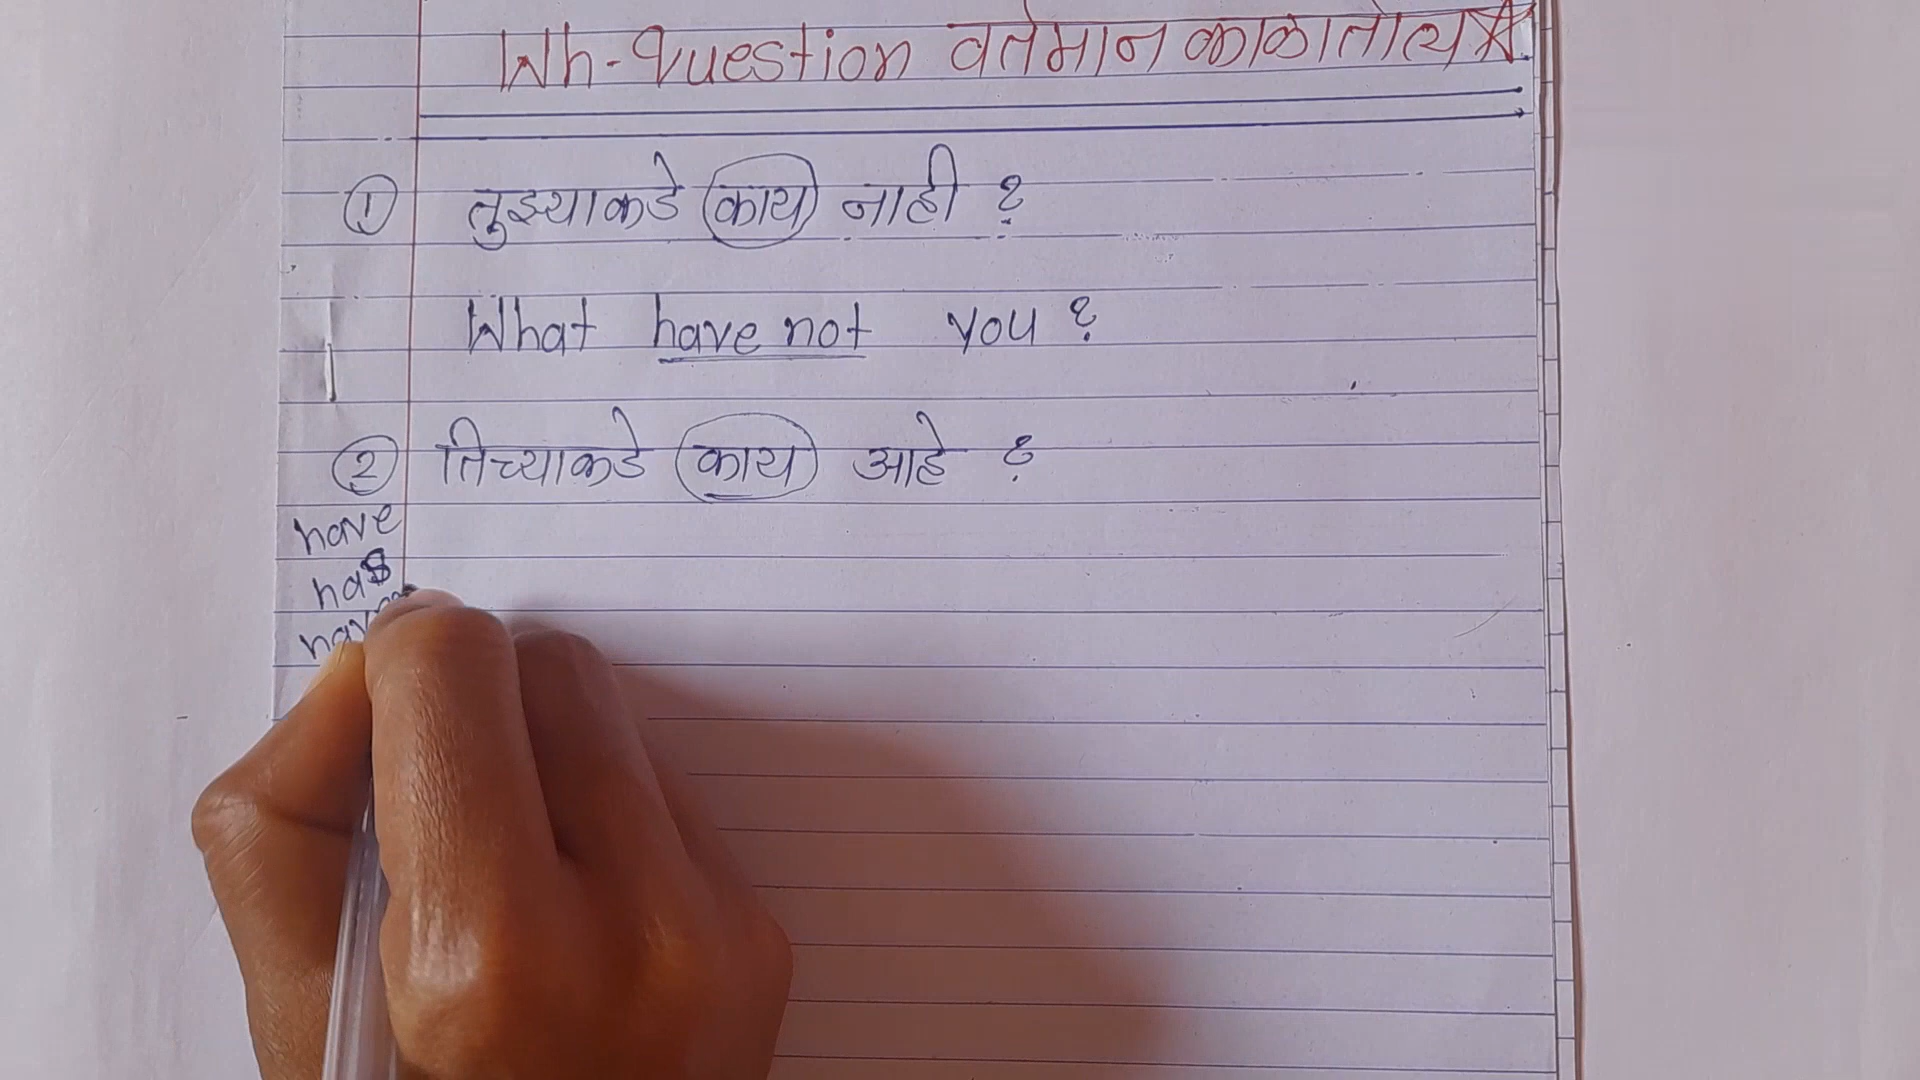 Wh-Question वर्तमान काळातील
① तुझ्याकडे काय नाही ?
What have not you ?
② तिच्याकडे काय आहे ?
have
has